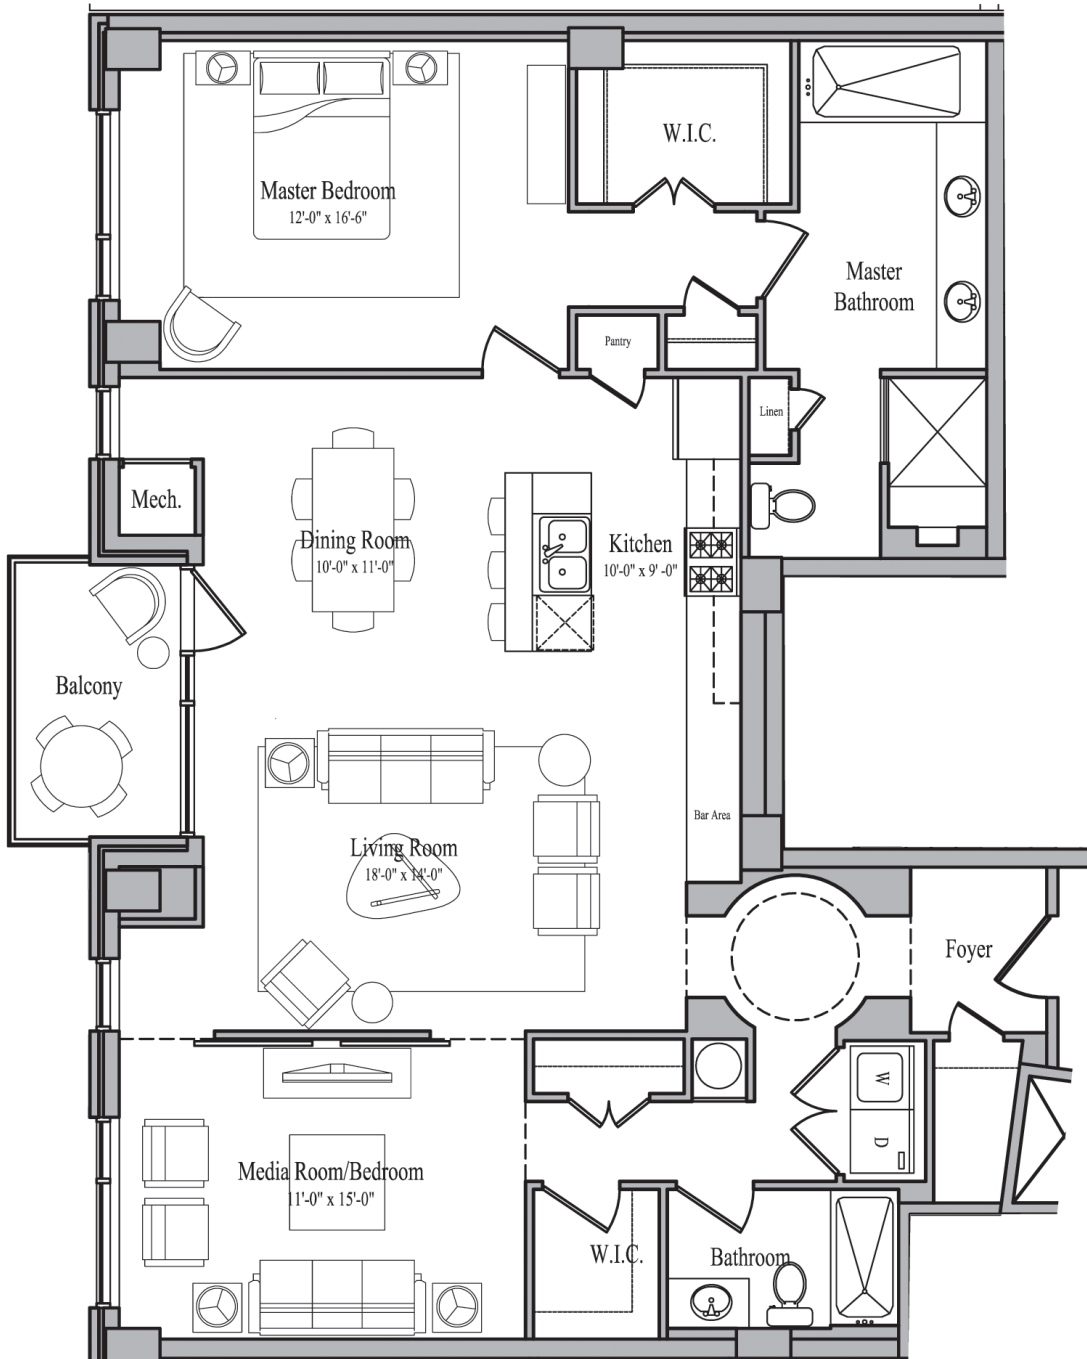 W.I.C.
Master Bedroom
12'-0" x 16'-6"
Master
Bathroom
Pantry
Linen
Mech.
Dining Room
10'-0" x 11'-0"
Kitchen
10'-0" x 9' -0"
Balcony
Bar Area
Living Room
18'-0" x 14'-0"
Foyer
W
D
Media Room/Bedroom
11'-0" x 15'-0"
W.I.C.
Bathroom